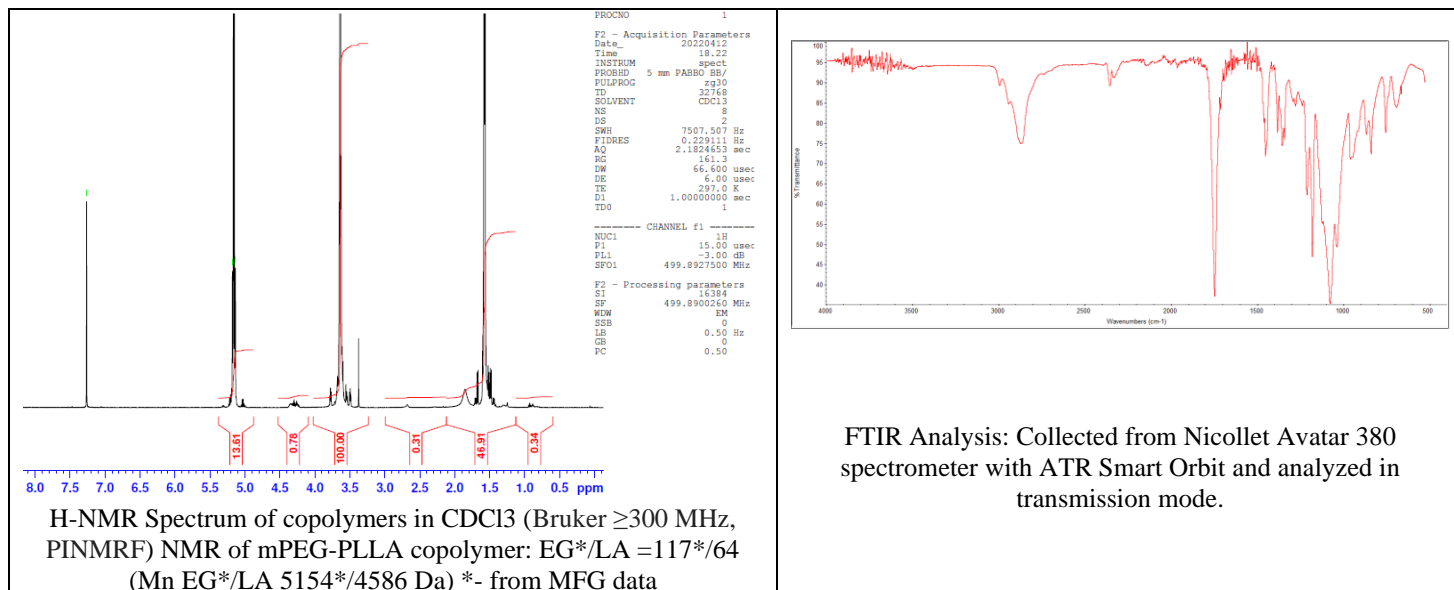 PROCNO 1
F2 - Acquisition Parameters
Date_ 20220412
Time 18.22
INSTRUM spect
PROBHD 5 mm PABBO BB/
PULPROG zg30
TD 32768
SOLVENT CDCl3
NS 8
DS 2
SWH 7507.507 Hz
FIDRES 0.229111 Hz
AQ 2.1824653 sec
RG 161.3
DW 66.600 usec
DE 6.00 usec
TE 297.0 K
D1 1.00000000 sec
TD0 1
======== CHANNEL f1 ========
NUC1 1H
P1 15.00 usec
PL1 -3.00 dB
SFO1 499.8927500 MHz
F2 - Processing parameters
SI 16384
SF 499.8900260 MHz
WDW EM
SSB 0
LB 0.50 Hz
GB 0
PC 0.50
13.61 0.78 100.00 0.31 46.91 0.34
8.0 7.5 7.0 6.5 6.0 5.5 5.0 4.5 4.0 3.5 3.0 2.5 2.0 1.5 1.0 0.5 ppm
H-NMR Spectrum of copolymers in CDCl3 (Bruker ≥300 MHz,
PINMRF) NMR of mPEG-PLLA copolymer: EG*/LA =117*/64
(Mn EG*/LA 5154*/4586 Da) *- from MFG data
100
95
90
85
80
75
70
65
60
55
50
45
40
%Transmittance
4000 3500 3000 2500 2000 1500 1000 500
Wavenumbers (cm-1)
FTIR Analysis: Collected from Nicollet Avatar 380
spectrometer with ATR Smart Orbit and analyzed in
transmission mode.